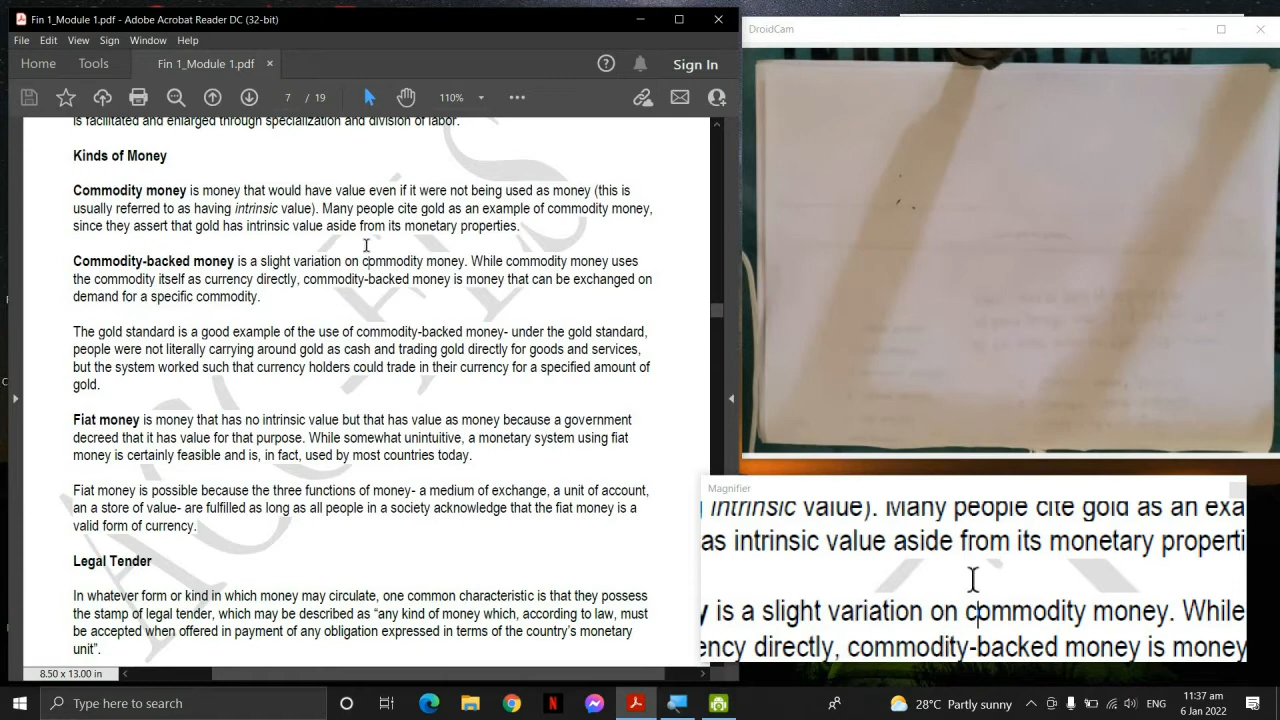 Fin 1_Module 1.pdf - Adobe Acrobat Reader DC (32-bit)
File Edit View Sign Window Help
Home Tools Fin 1_Module 1.pdf × Sign In
7 / 19 110%
is facilitated and enlarged through specialization and division of labor.
Kinds of Money
Commodity money is money that would have value even if it were not being used as money (this is
usually referred to as having intrinsic value). Many people cite gold as an example of commodity money,
since they assert that gold has intrinsic value aside from its monetary properties.
Commodity-backed money is a slight variation on commodity money. While commodity money uses
the commodity itself as currency directly, commodity-backed money is money that can be exchanged on
demand for a specific commodity.
The gold standard is a good example of the use of commodity-backed money- under the gold standard,
people were not literally carrying around gold as cash and trading gold directly for goods and services,
but the system worked such that currency holders could trade in their currency for a specified amount of
gold.
Fiat money is money that has no intrinsic value but that has value as money because a government
decreed that it has value for that purpose. While somewhat unintuitive, a monetary system using fiat
money is certainly feasible and is, in fact, used by most countries today.
Fiat money is possible because the three functions of money- a medium of exchange, a unit of account,
an a store of value- are fulfilled as long as all people in a society acknowledge that the fiat money is a
valid form of currency.
Legal Tender
In whatever form or kind in which money may circulate, one common characteristic is that they possess
the stamp of legal tender, which may be described as “any kind of money which, according to law, must
be accepted when offered in payment of any obligation expressed in terms of the country’s monetary
unit”.
8.50 x 13.00 in
DroidCam
Magnifier
intrinsic value). Many people cite gold as an exa
as intrinsic value aside from its monetary properti
is a slight variation on commodity money. While
ency directly, commodity-backed money is money
Type here to search
28°C Partly sunny
ENG
11:37 am
6 Jan 2022